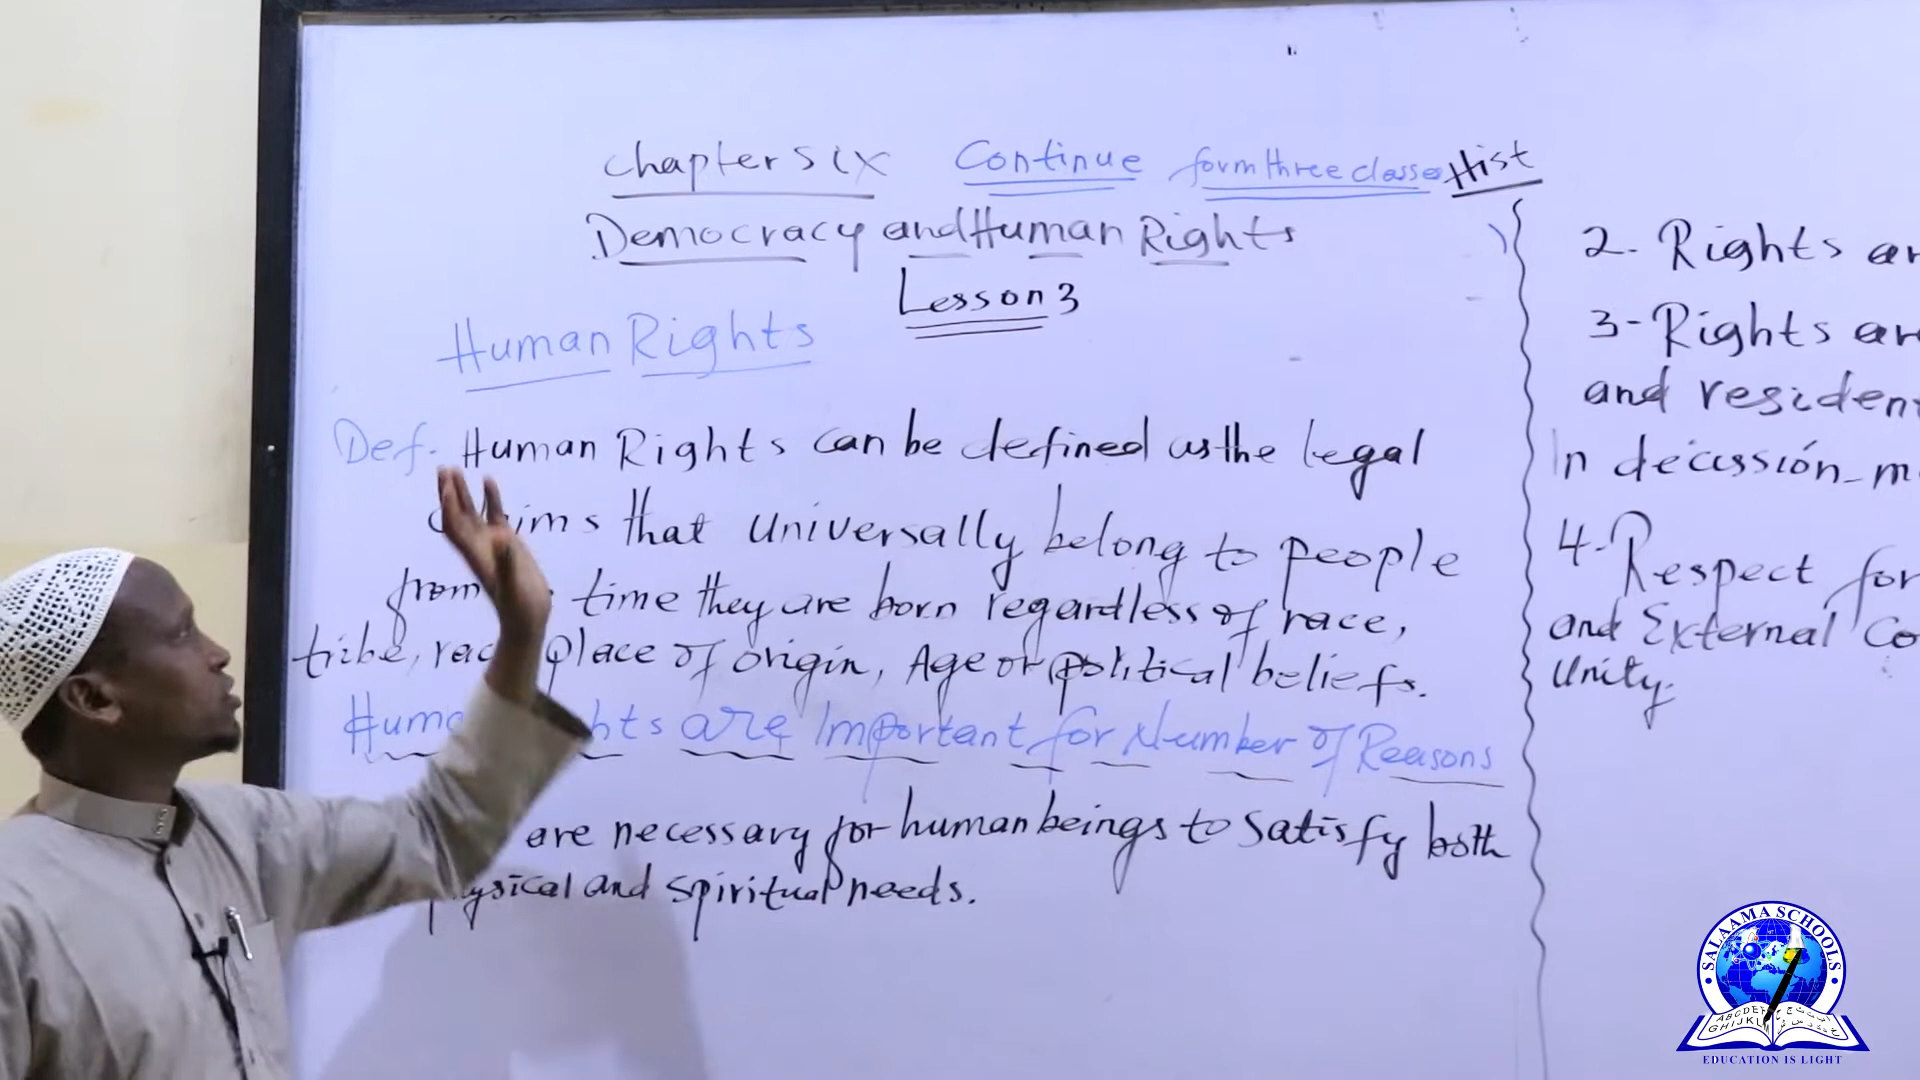 Chapter six Continue form three classes Hist
Democracy and Human Rights
Lesson 3
Human Rights
Def. Human Rights can be defined as the legal
that universally belong to people
from time they are born regardless of race,
tribe, place of origin, Age or political beliefs.
are Important for Number of Reasons
are necessary for human beings to satisfy both
and spiritual needs.
2- Rights
3- Rights
and
In
4- Respect for
and External
Unity.
SALAAMA SCHOOLS
ABCDEF
GHIJKL
EDUCATION IS LIGHT